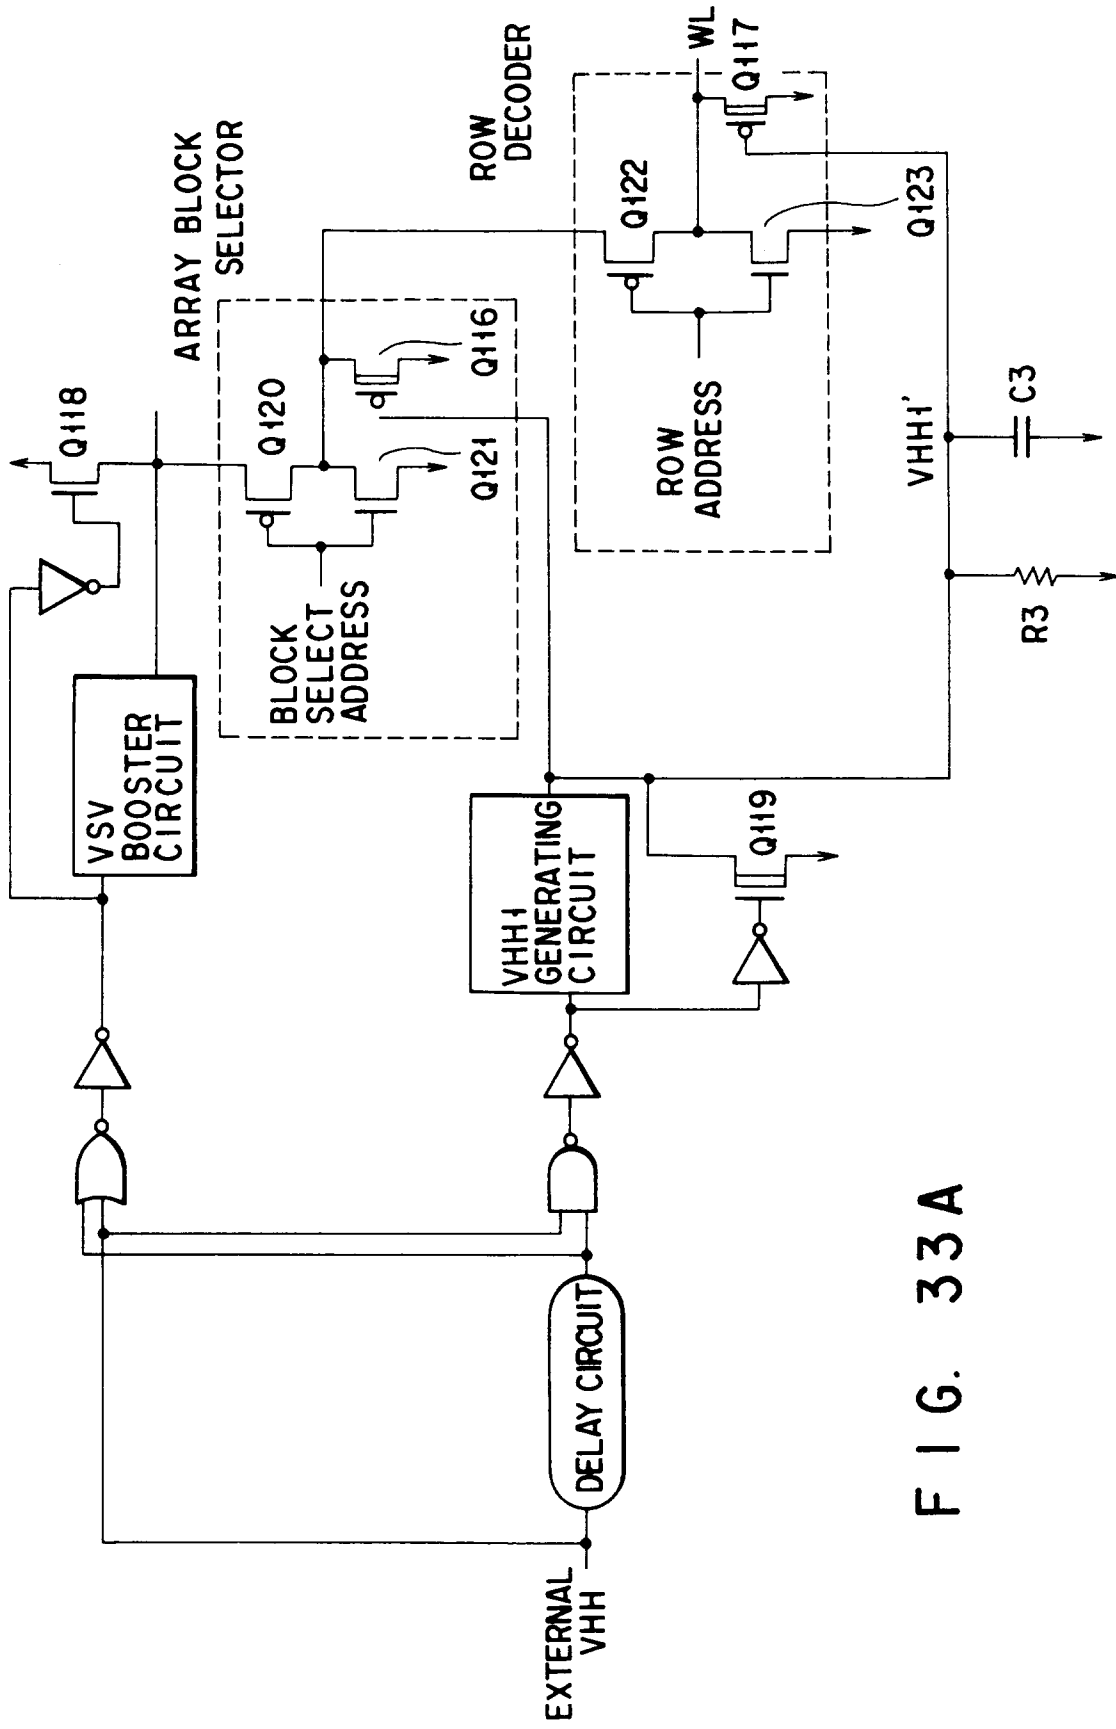 EXTERNAL
VHH
DELAY CIRCUIT
VSV
BOOSTER
CIRCUIT
Q118
ARRAY BLOCK
SELECTOR
BLOCK
SELECT
ADDRESS
Q120
Q121
Q116
VHH1
GENERATING
CIRCUIT
Q119
ROW
DECODER
ROW
ADDRESS
Q122
Q123
WL
Q117
VHH1'
R3
C3
FIG. 33A